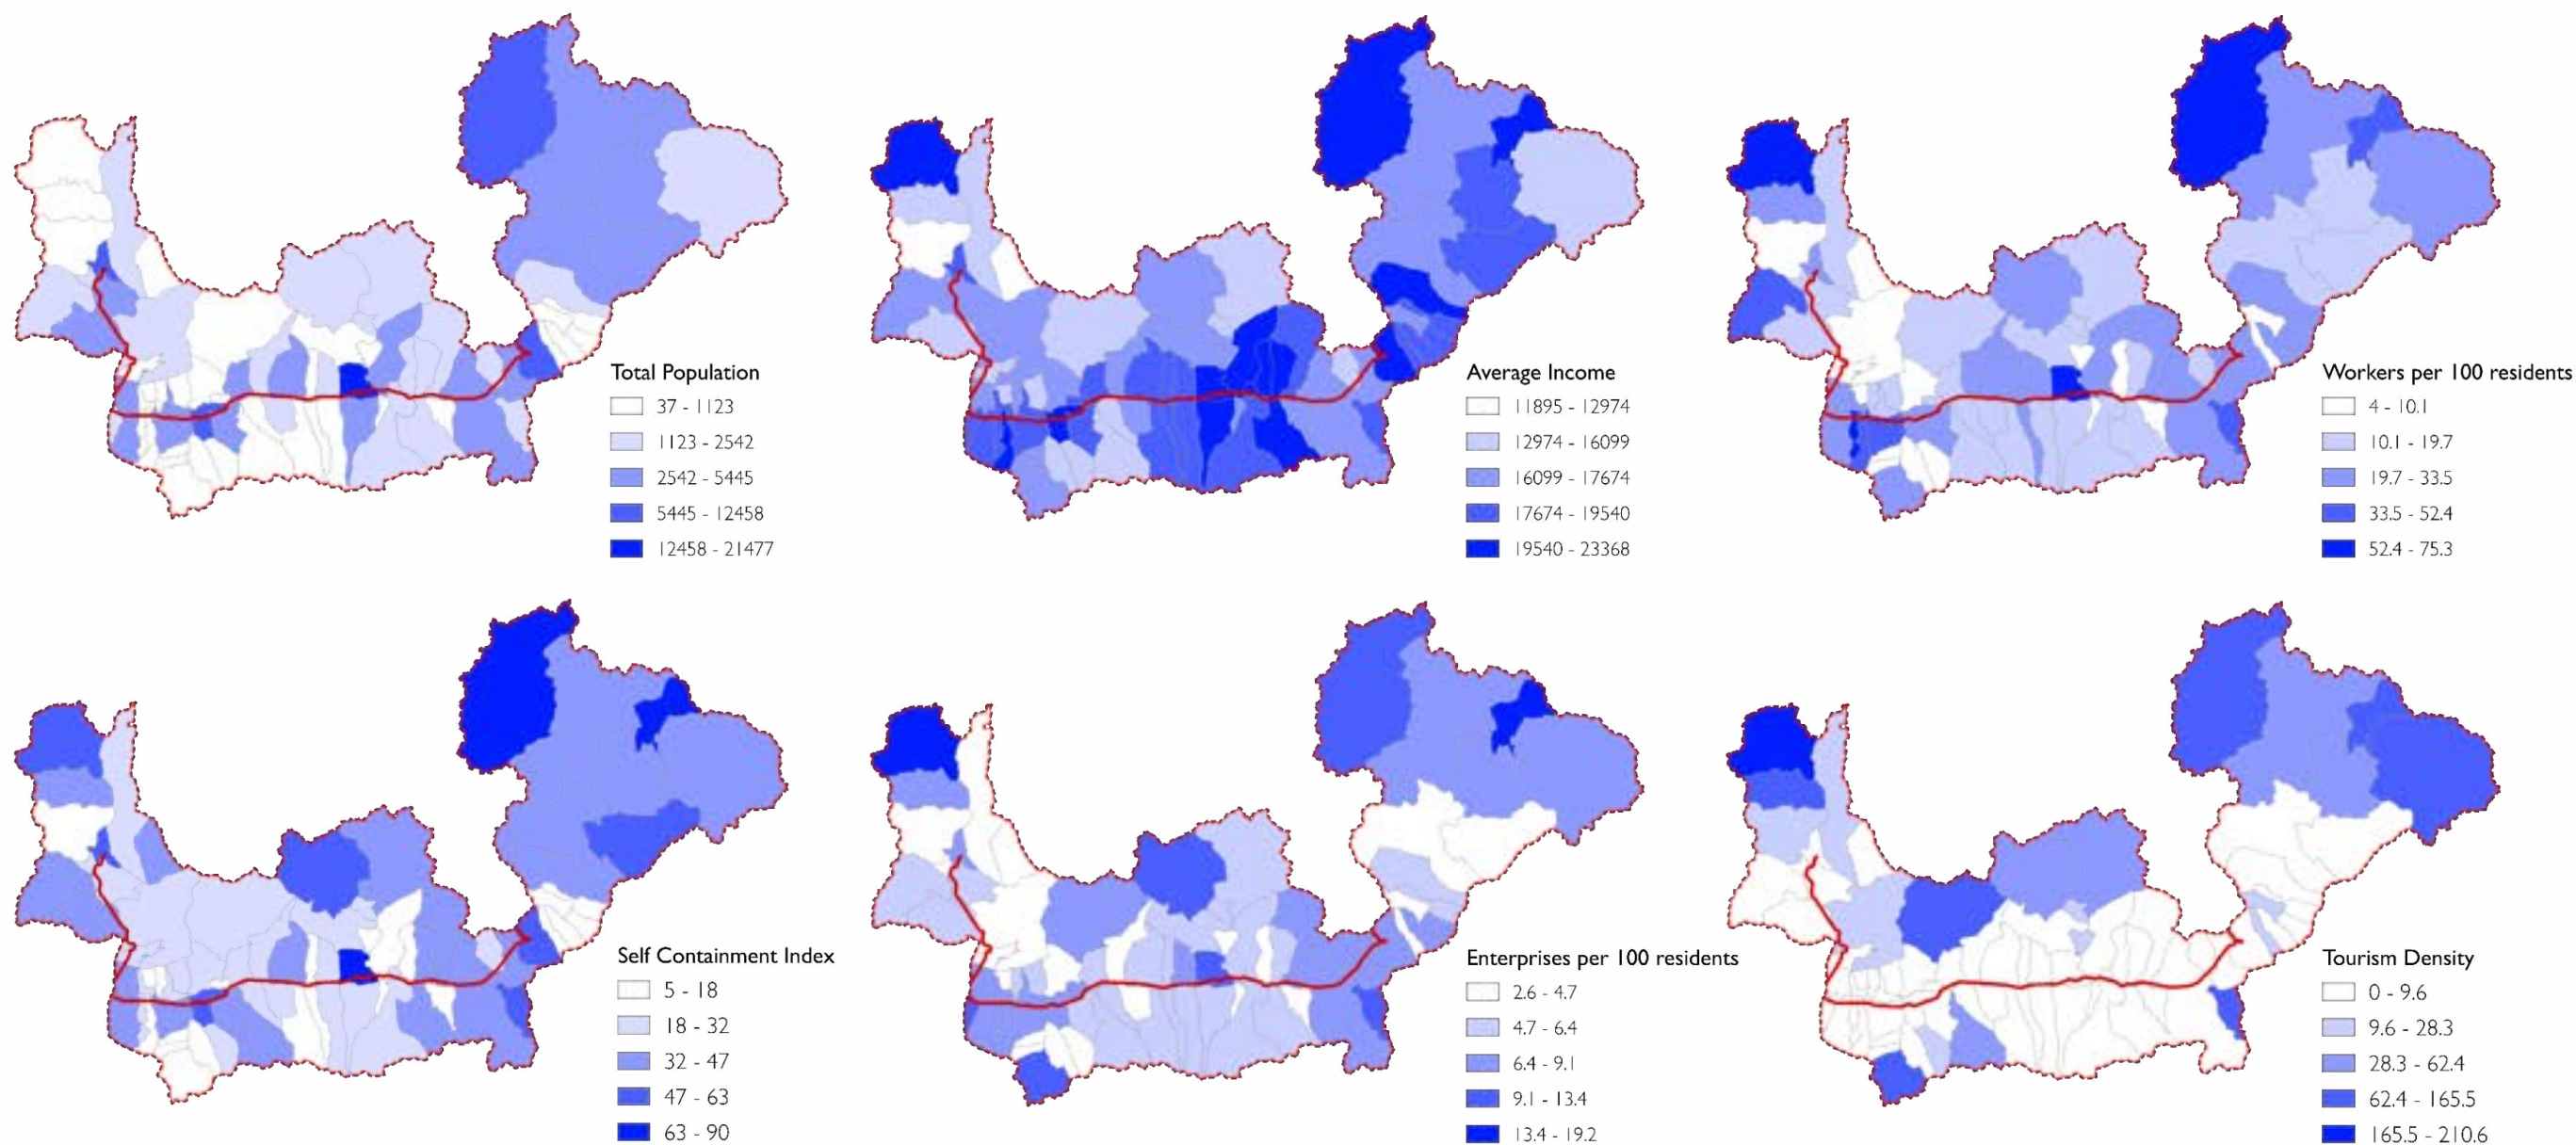 Total Population
37 - 1123
1123 - 2542
2542 - 5445
5445 - 12458
12458 - 21477
Average Income
11895 - 12974
12974 - 16099
16099 - 17674
17674 - 19540
19540 - 23368
Workers per 100 residents
4 - 10.1
10.1 - 19.7
19.7 - 33.5
33.5 - 52.4
52.4 - 75.3
Self Containment Index
5 - 18
18 - 32
32 - 47
47 - 63
63 - 90
Enterprises per 100 residents
2.6 - 4.7
4.7 - 6.4
6.4 - 9.1
9.1 - 13.4
13.4 - 19.2
Tourism Density
0 - 9.6
9.6 - 28.3
28.3 - 62.4
62.4 - 165.5
165.5 - 210.6